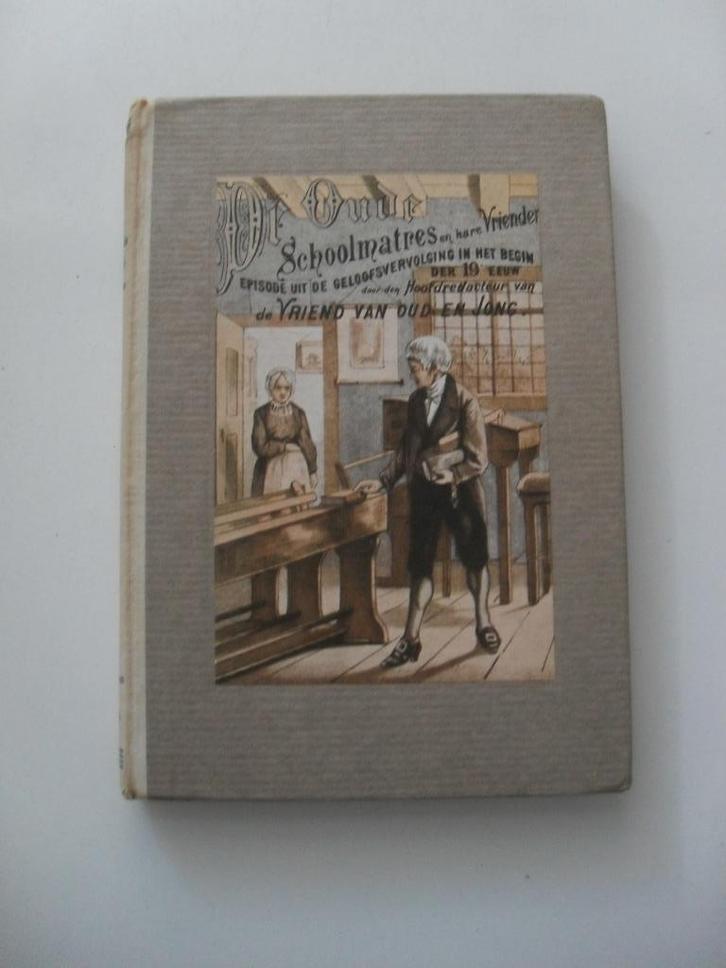 De Oude
Schoolmatres en hare Vrienden
EPISODE UIT DE GELOOFSVERVOLGING IN HET BEGIN
DER 19 EEUW
door den Hoofdredacteur van
de VRIEND VAN OUD EN JONG.